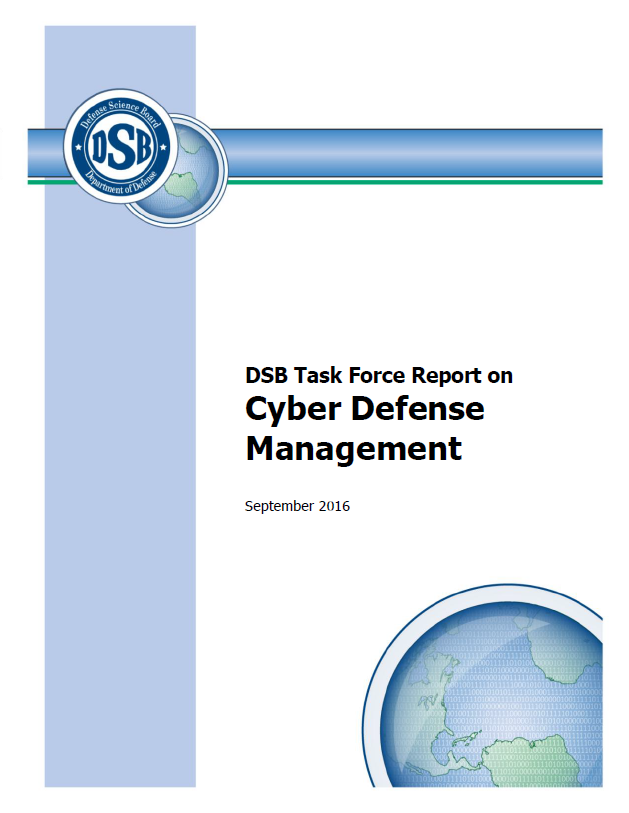 Defense Science Board
DSB
Department of Defense
DSB Task Force Report on
Cyber Defense
Management
September 2016